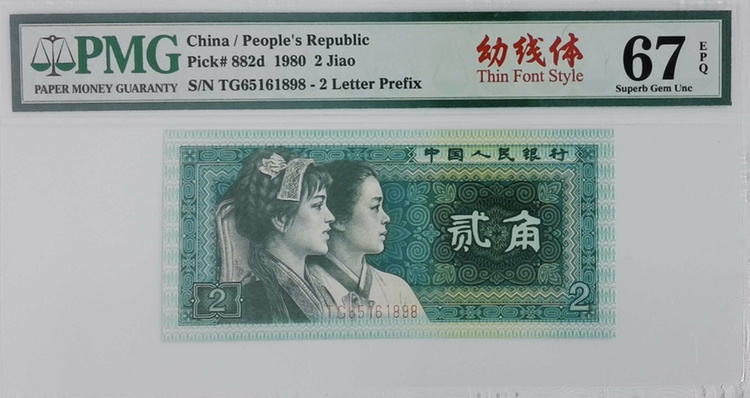 PMG
PAPER MONEY GUARANTY
China / People's Republic
Pick# 882d 1980 2 Jiao
S/N TG65161898 - 2 Letter Prefix
幼线体
Thin Font Style
67 EPQ
Superb Gem Unc
中国人民银行
贰角
2
TG65161898
2